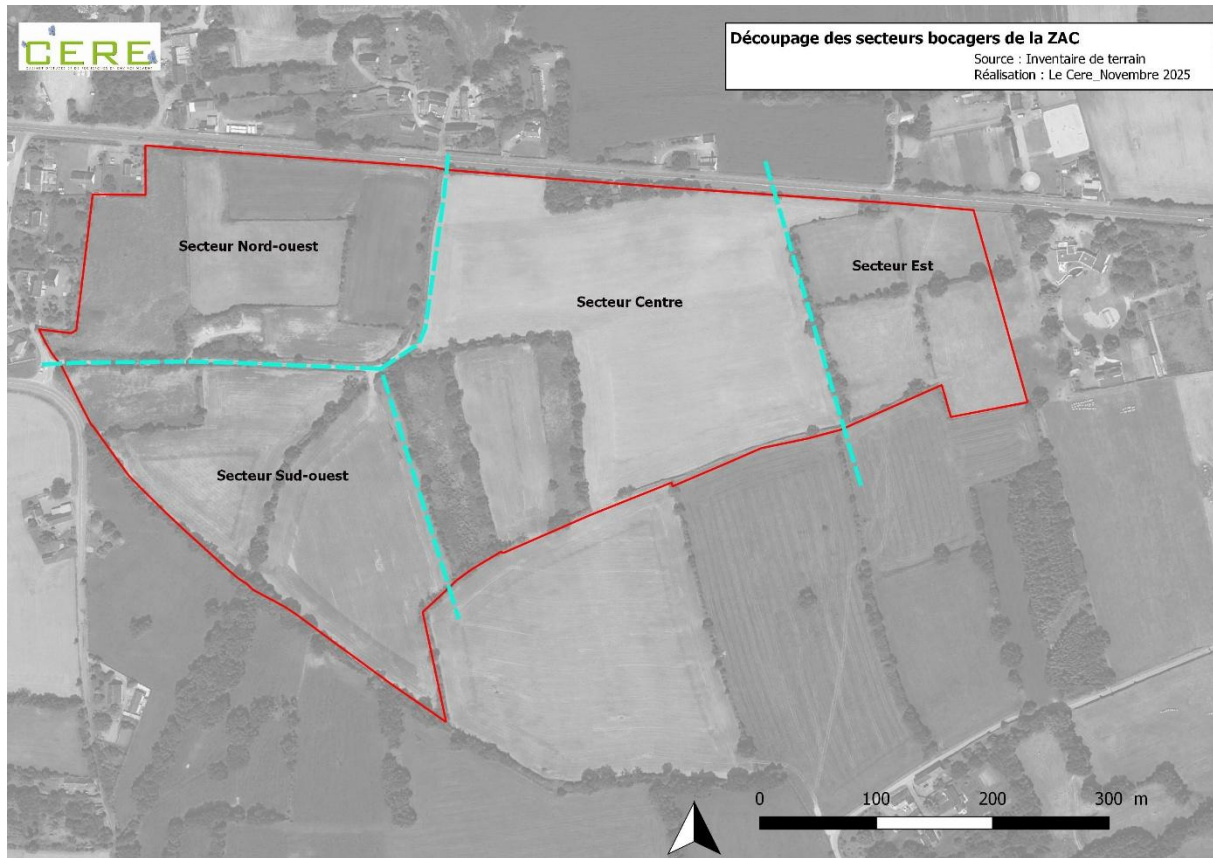 CERE
Découpage des secteurs bocagers de la ZAC
Source : Inventaire de terrain
Réalisation : Le Cere_Novembre 2025
Secteur Nord-ouest
Secteur Est
Secteur Centre
Secteur Sud-ouest
0 100 200 300 m